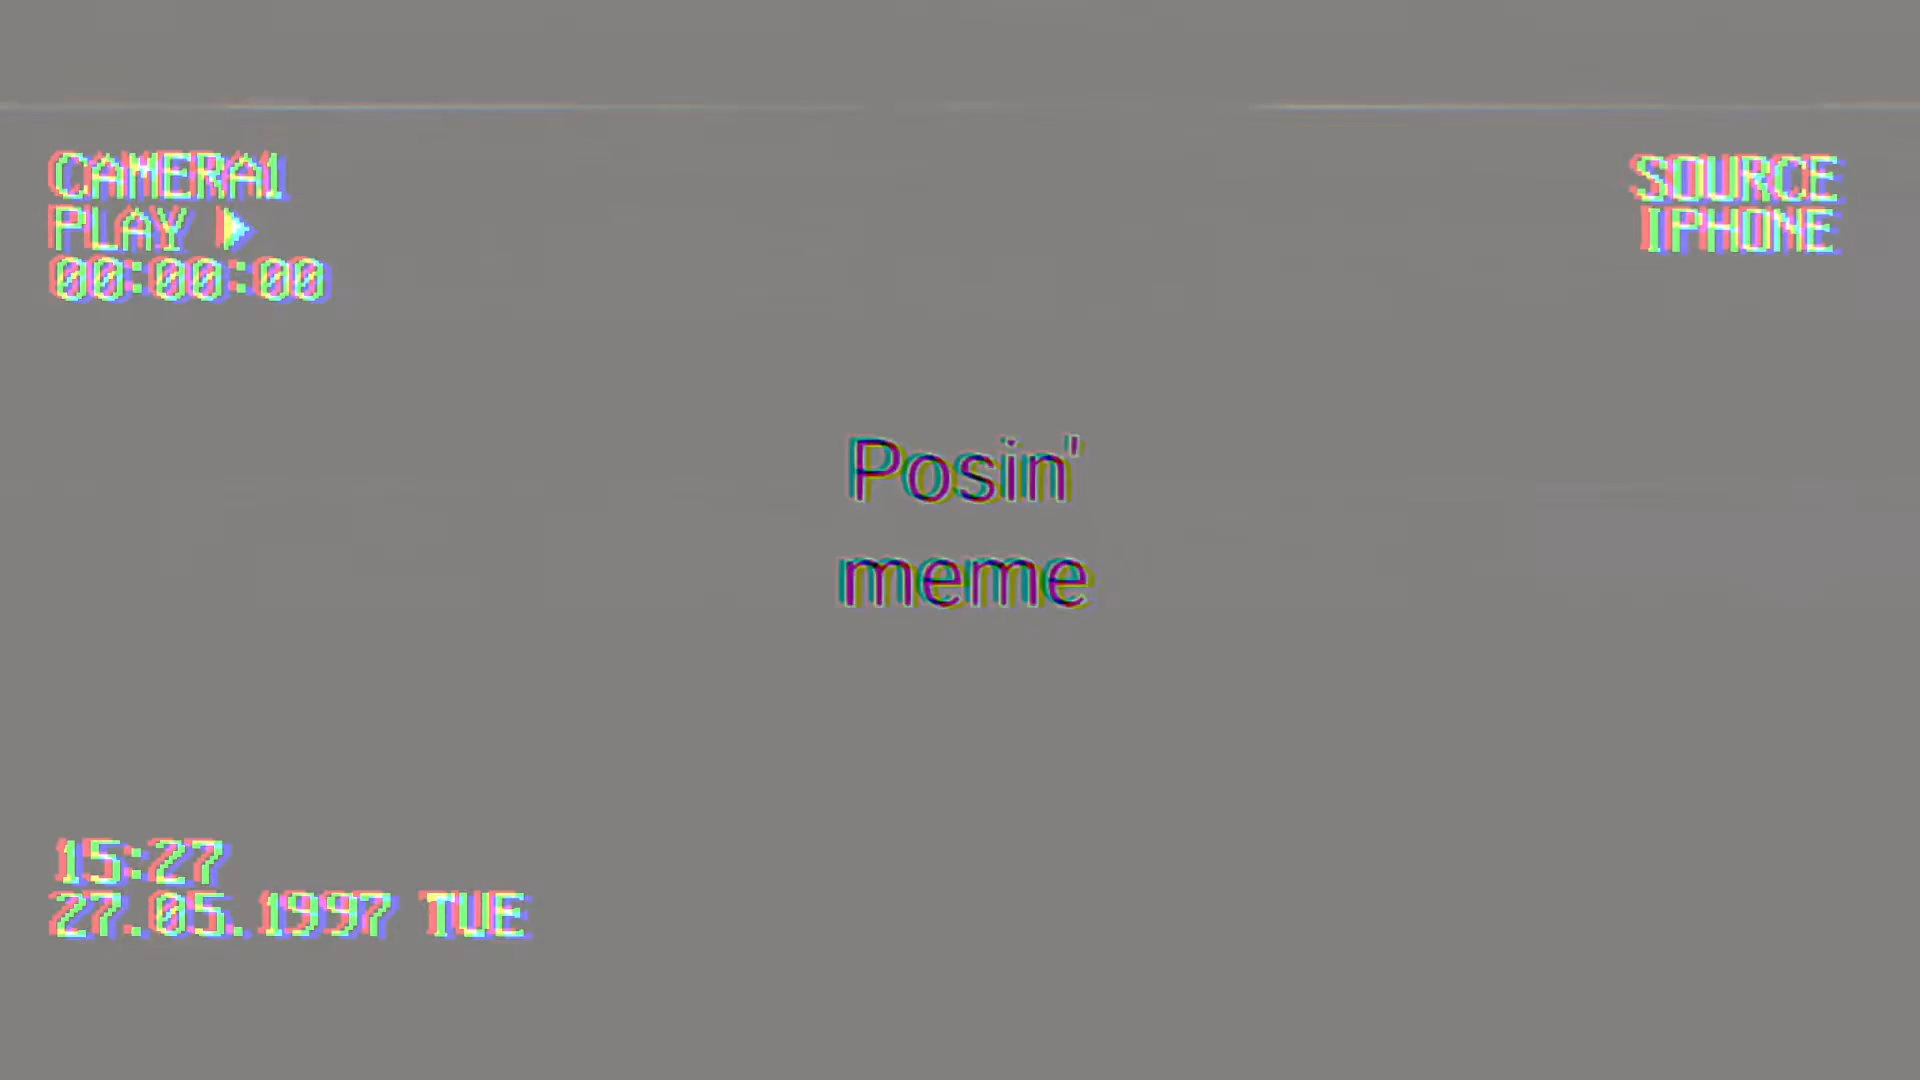 CAMERA1
PLAY ▶
00:00:00
SOURCE
IPHONE
Posin'
meme
15:27
27.05.1997 TUE